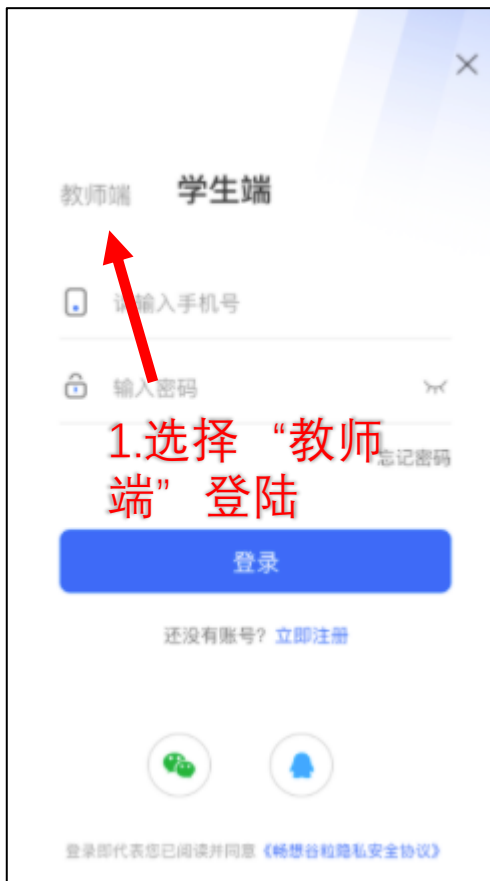 教师端 学生端
请输入手机号
输入密码
1.选择 “教师
端” 登陆
忘记密码
登录
还没有账号？立即注册
登录即代表您已阅读并同意《畅想谷粒隐私安全协议》